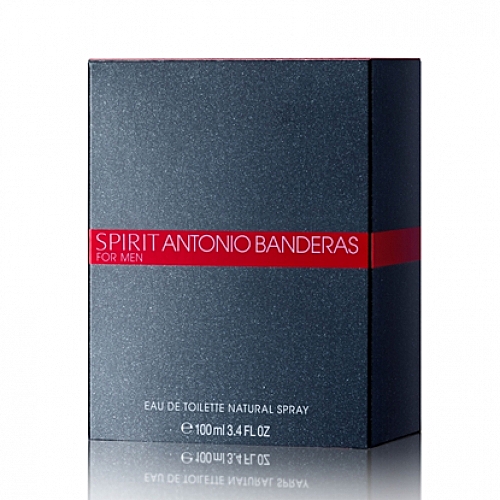 SPIRIT ANTONIO BANDERAS
FOR MEN
EAU DE TOILETTE NATURAL SPRAY
℮ 100 ml 3.4 FL OZ